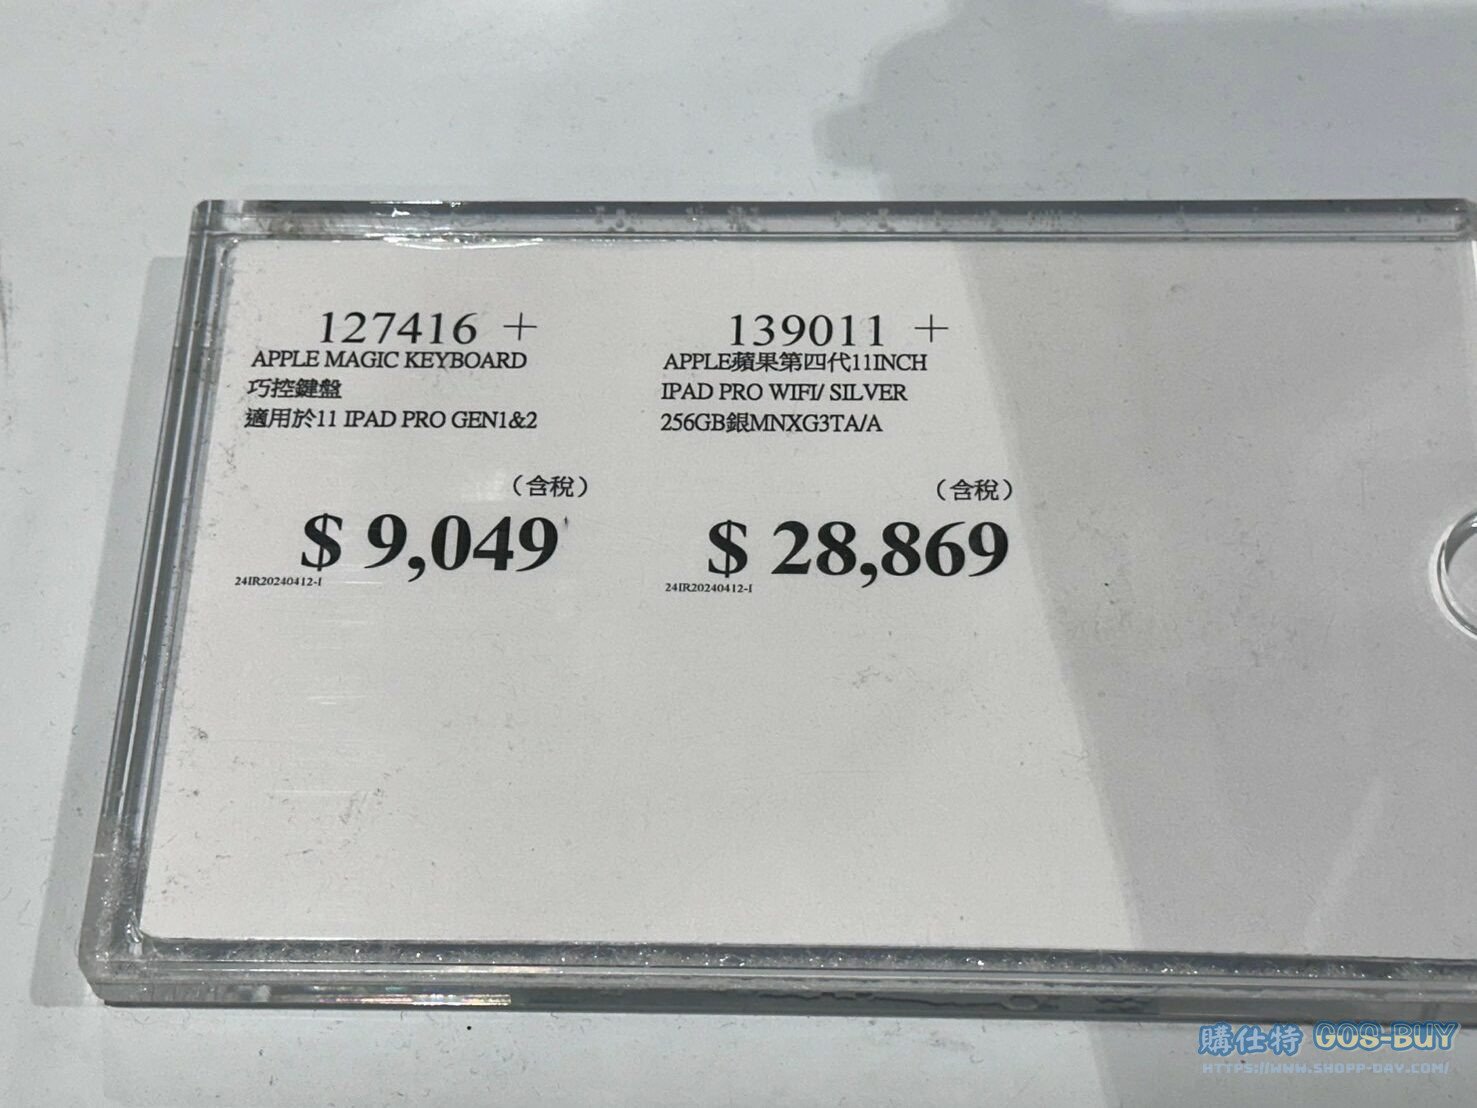 127416 +
APPLE MAGIC KEYBOARD
巧控鍵盤
適用於11 IPAD PRO GEN1&2
（含稅）
$ 9,049
24IR20240412-I
139011 +
APPLE蘋果第四代11INCH
IPAD PRO WIFI/ SILVER
256GB銀MNXG3TA/A
（含稅）
$ 28,869
24IR20240412-I
購仕特 GOS-BUY
HTTPS://WWW.SHOPP-DAY.COM/